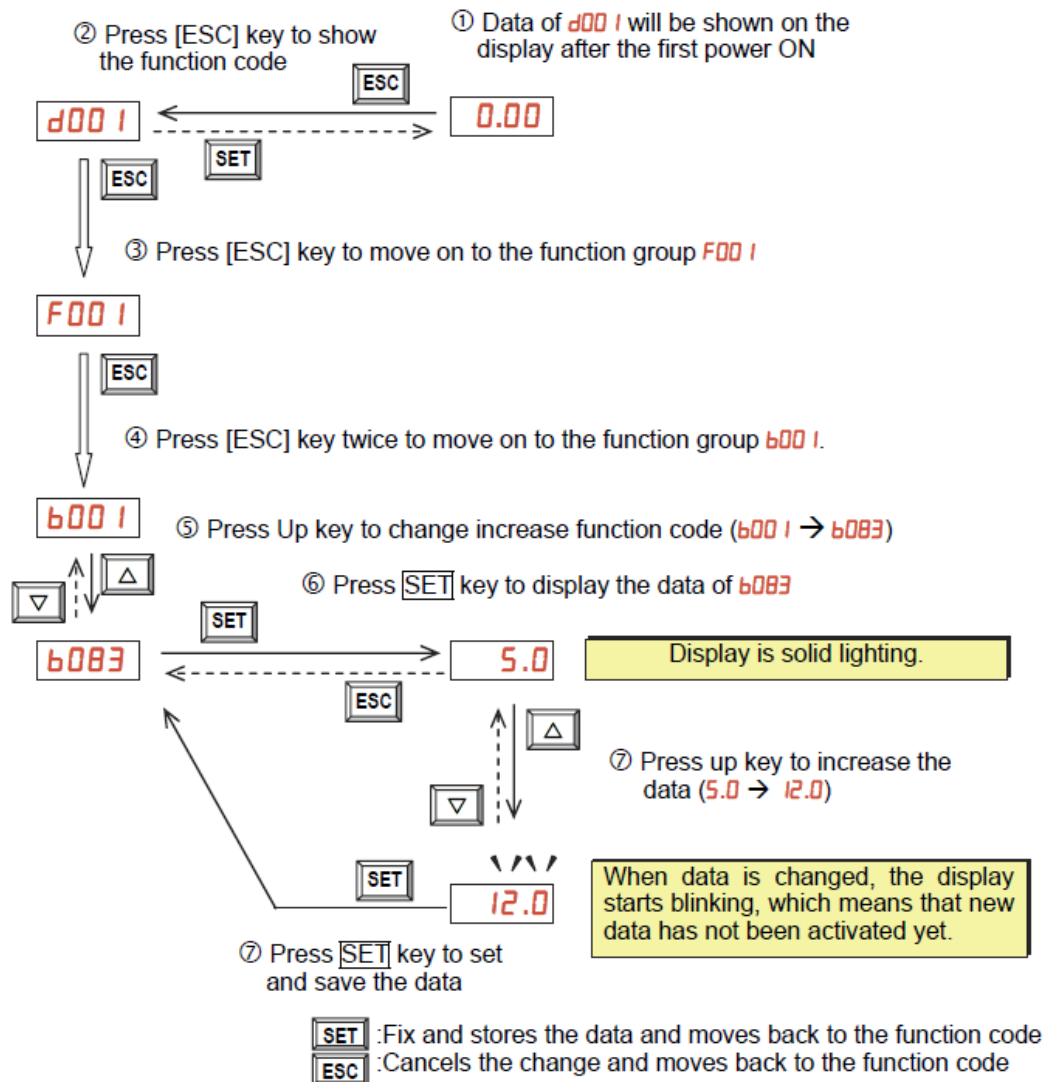 ① Data of d001 will be shown on the
display after the first power ON
② Press [ESC] key to show
the function code
ESC
d001
0.00
SET
ESC
③ Press [ESC] key to move on to the function group F001
F001
ESC
④ Press [ESC] key twice to move on to the function group b001.
b001
⑤ Press Up key to change increase function code (b001 → b083)
△
▽
⑥ Press SET key to display the data of b083
SET
b083
5.0
Display is solid lighting.
ESC
△
⑦ Press up key to increase the
data (5.0 → 12.0)
▽
SET
12.0
When data is changed, the display
starts blinking, which means that new
data has not been activated yet.
⑦ Press SET key to set
and save the data
SET :Fix and stores the data and moves back to the function code
ESC :Cancels the change and moves back to the function code